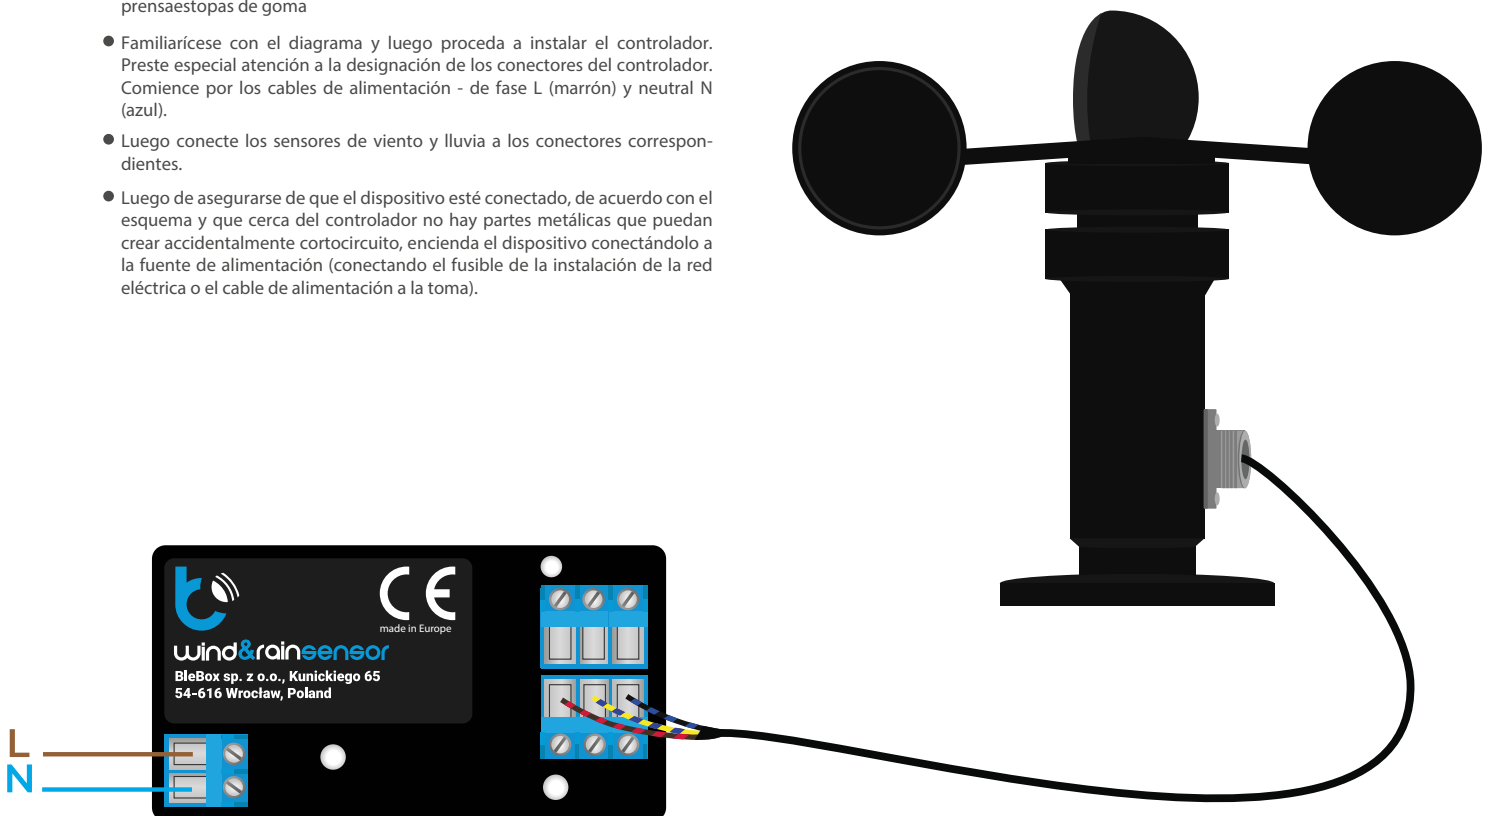 prensaestopas de goma
● Familiarícese con el diagrama y luego proceda a instalar el controlador.
Preste especial atención a la designación de los conectores del controlador.
Comience por los cables de alimentación - de fase L (marrón) y neutral N
(azul).
● Luego conecte los sensores de viento y lluvia a los conectores correspon-
dientes.
● Luego de asegurarse de que el dispositivo esté conectado, de acuerdo con el
esquema y que cerca del controlador no hay partes metálicas que puedan
crear accidentalmente cortocircuito, encienda el dispositivo conectándolo a
la fuente de alimentación (conectando el fusible de la instalación de la red
eléctrica o el cable de alimentación a la toma).
CE
made in Europe
wind&rainsensor
BleBox sp. z o.o., Kunickiego 65
54-616 Wrocław, Poland
L
N